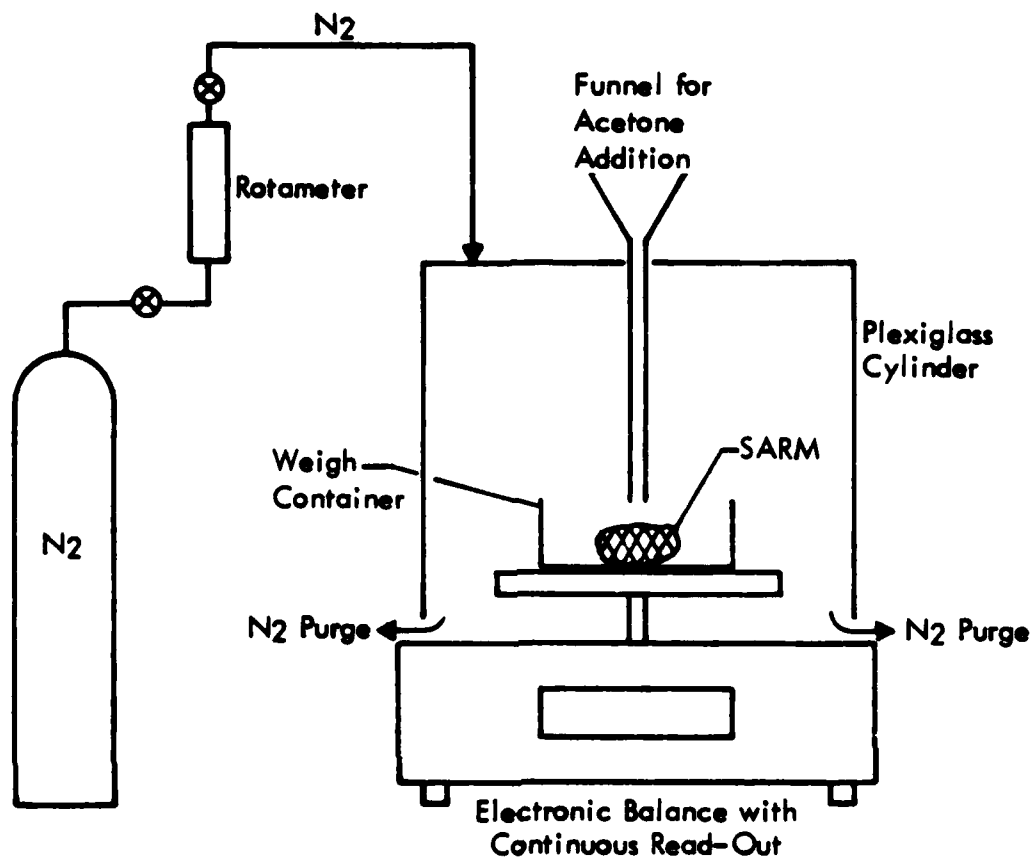 N2
Funnel for
Acetone
Addition
Rotameter
Plexiglass
Cylinder
Weigh
Container
SARM
N2
N2 Purge
N2 Purge
Electronic Balance with
Continuous Read-Out